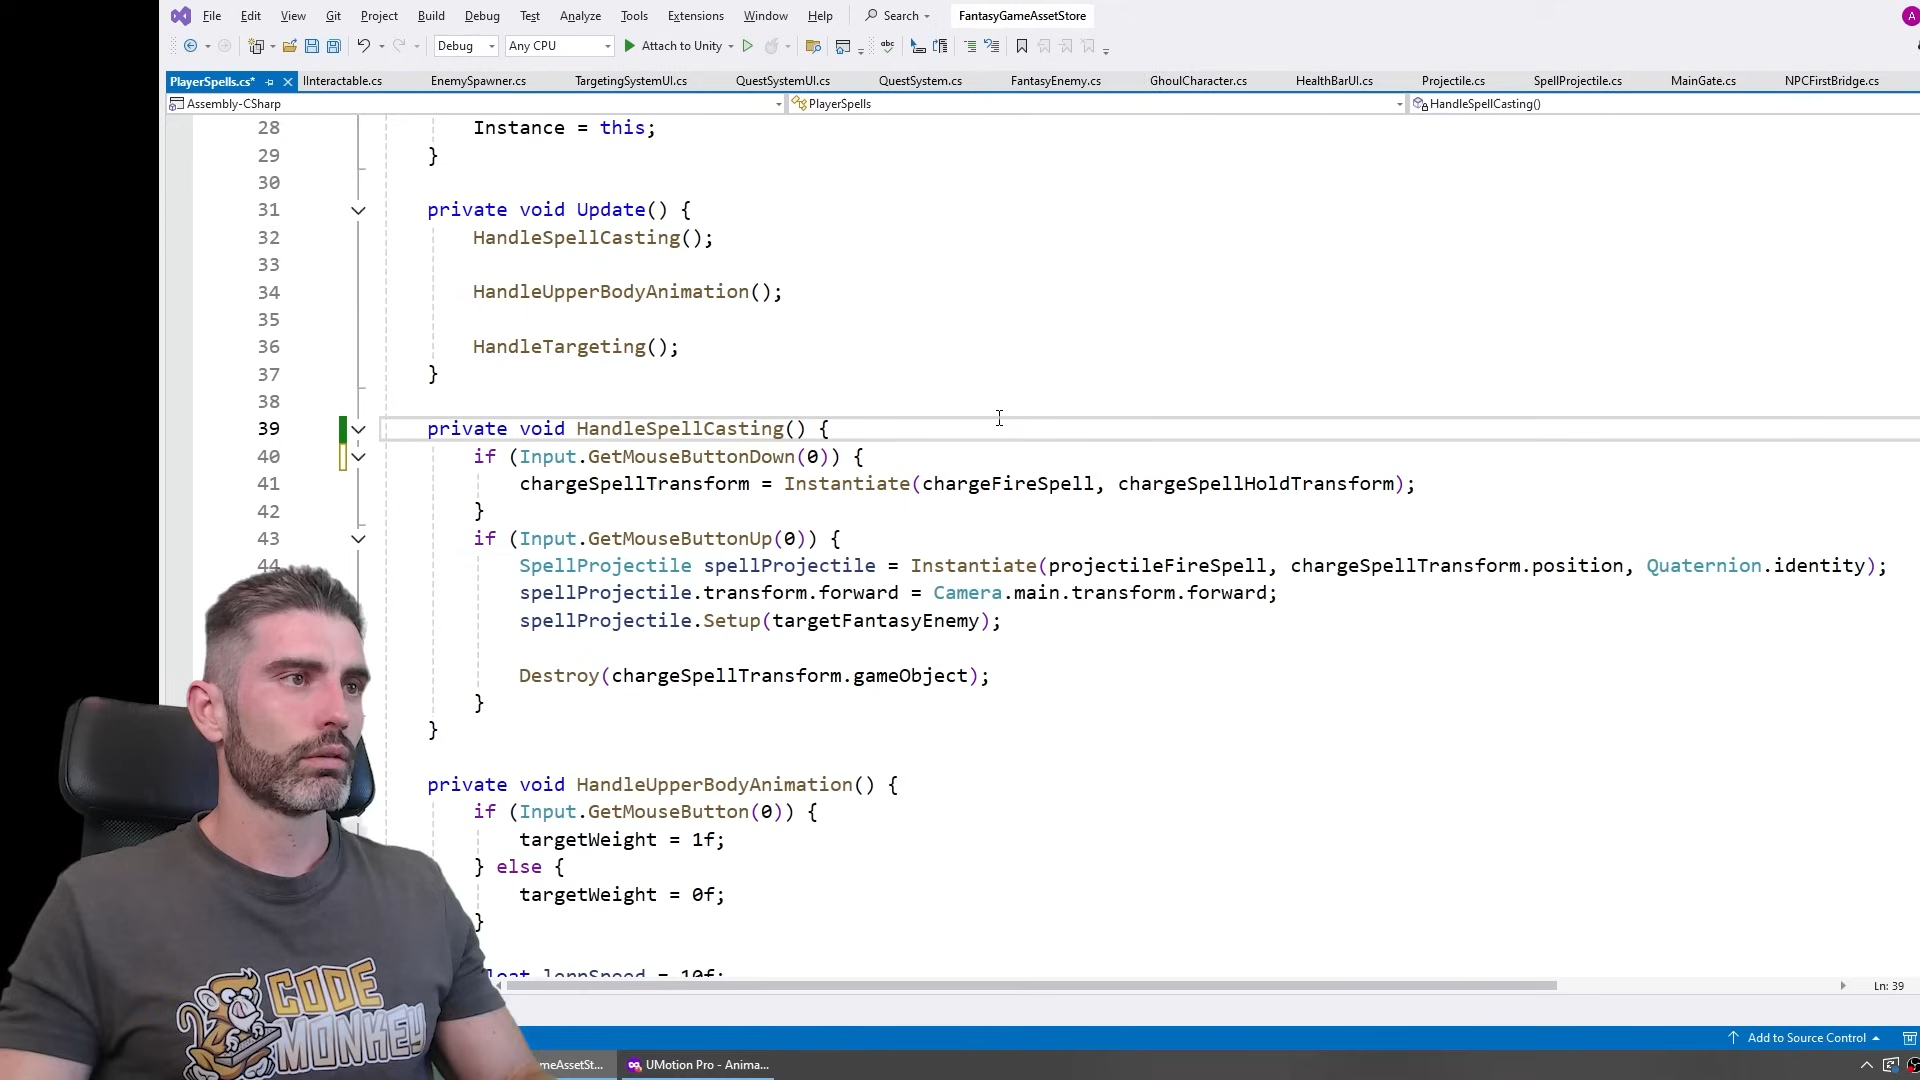 File Edit View Git Project Build Debug Test Analyze Tools Extensions Window Help Search FantasyGameAssetStore A
Debug Any CPU Attach to Unity
PlayerSpells.cs* IInteractable.cs EnemySpawner.cs TargetingSystemUI.cs QuestSystemUI.cs QuestSystem.cs FantasyEnemy.cs GhoulCharacter.cs HealthBarUI.cs Projectile.cs SpellProjectile.cs MainGate.cs NPCFirstBridge.cs
Assembly-CSharp PlayerSpells HandleSpellCasting()
28 Instance = this;
29 }
30
31 private void Update() {
32 HandleSpellCasting();
33
34 HandleUpperBodyAnimation();
35
36 HandleTargeting();
37 }
38
39 private void HandleSpellCasting() {
40 if (Input.GetMouseButtonDown(0)) {
41 chargeSpellTransform = Instantiate(chargeFireSpell, chargeSpellHoldTransform);
42 }
43 if (Input.GetMouseButtonUp(0)) {
44 SpellProjectile spellProjectile = Instantiate(projectileFireSpell, chargeSpellTransform.position, Quaternion.identity);
spellProjectile.transform.forward = Camera.main.transform.forward;
spellProjectile.Setup(targetFantasyEnemy);
Destroy(chargeSpellTransform.gameObject);
}
}
private void HandleUpperBodyAnimation() {
if (Input.GetMouseButton(0)) {
targetWeight = 1f;
} else {
targetWeight = 0f;
}
float lerpSpeed = 10f;
Ln: 39
Add to Source Control
meAssetSt... UMotion Pro - Anima...
CODE
MONKEY